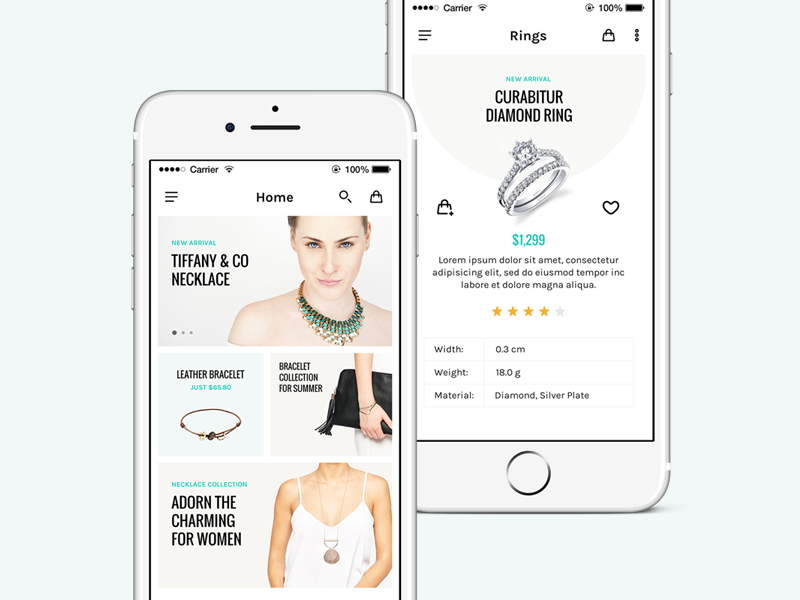 Carrier
100%
Home
NEW ARRIVAL
TIFFANY & CO
NECKLACE
LEATHER BRACELET
JUST $65.80
BRACELET
COLLECTION
FOR SUMMER
NECKLACE COLLECTION
ADORN THE
CHARMING
FOR WOMEN
Carrier
100%
Rings
NEW ARRIVAL
CURABITUR
DIAMOND RING
$1,299
Lorem ipsum dolor sit amet, consectetur
adipisicing elit, sed do eiusmod tempor inc
labore et dolore magna aliqua.
Width: 0.3 cm
Weight: 18.0 g
Material: Diamond, Silver Plate